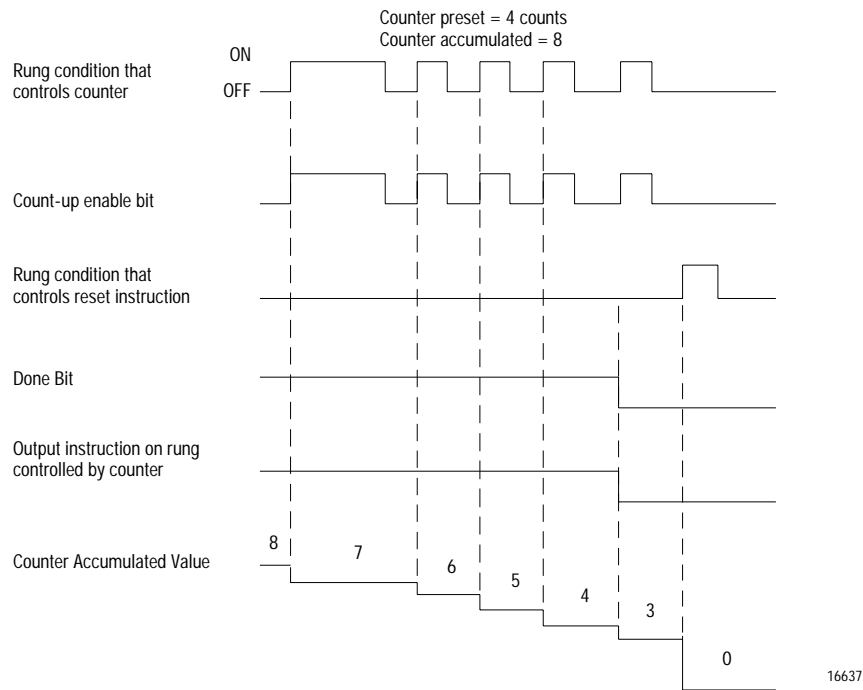 Counter preset = 4 counts
Counter accumulated = 8
ON
Rung condition that
controls counter
OFF
Count-up enable bit
Rung condition that
controls reset instruction
Done Bit
Output instruction on rung
controlled by counter
Counter Accumulated Value
8
7
6
5
4
3
0
16637